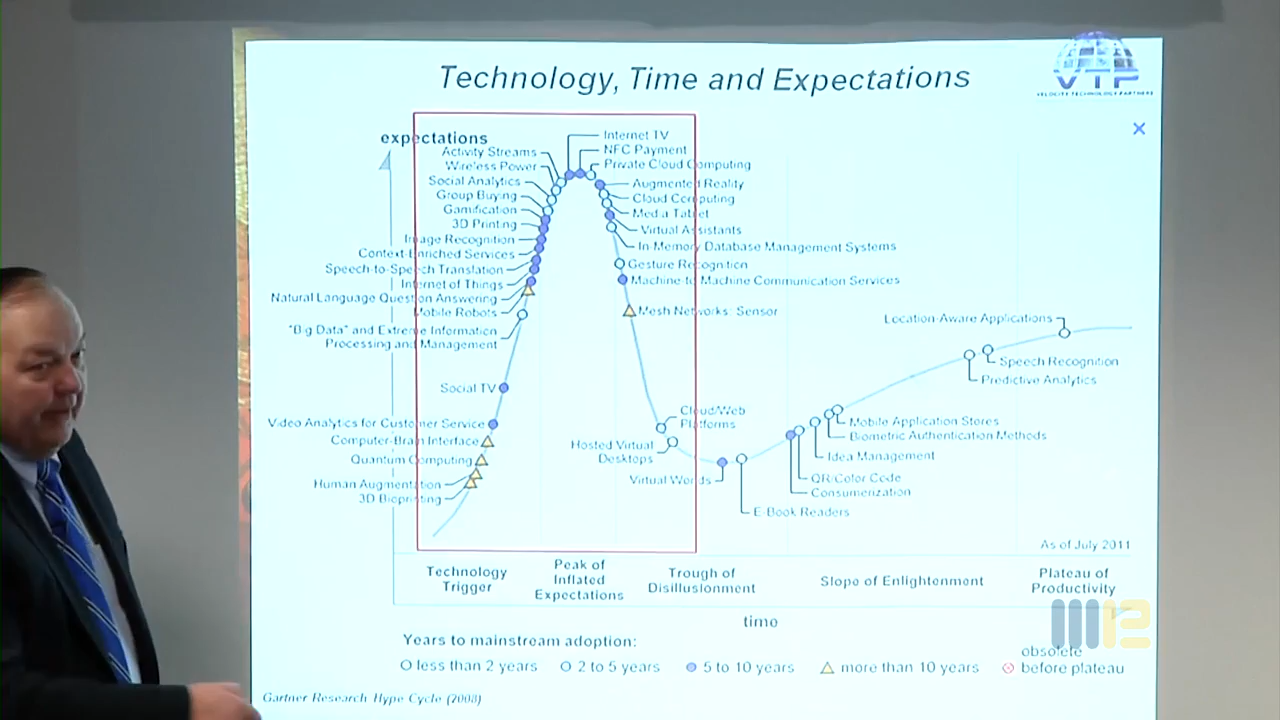 Technology, Time and Expectations
VTP
VELOCITE TECHNOLOGY PARTNERS
expectations
Internet TV
NFC Payment
Activity Streams
Wireless Power
Private Cloud Computing
Social Analytics
Augmented Reality
Group Buying
Cloud Computing
Gamification
Media Tablet
3D Printing
Virtual Assistants
Image Recognition
In-Memory Database Management Systems
Context-Enriched Services
Speech-to-Speech Translation
Gesture Recognition
Internet of Things
Machine-to-Machine Communication Services
Natural Language Question Answering
Mobile Robots
Mesh Networks: Sensor
"Big Data" and Extreme Information
Processing and Management
Location-Aware Applications
Speech Recognition
Predictive Analytics
Social TV
Cloud/Web
Platforms
Video Analytics for Customer Service
Mobile Application Stores
Computer-Brain Interface
Biometric Authentication Methods
Hosted Virtual
Desktops
Quantum Computing
Idea Management
Human Augmentation
Virtual Worlds
QR/Color Code
3D Bioprinting
Consumerization
E-Book Readers
As of July 2011
Technology
Trigger
Peak of
Inflated
Expectations
Trough of
Disillusionment
Slope of Enlightenment
Plateau of
Productivity
time
Years to mainstream adoption:
less than 2 years
2 to 5 years
5 to 10 years
more than 10 years
obsolete
before plateau
Gartner Research Hype Cycle (2008)